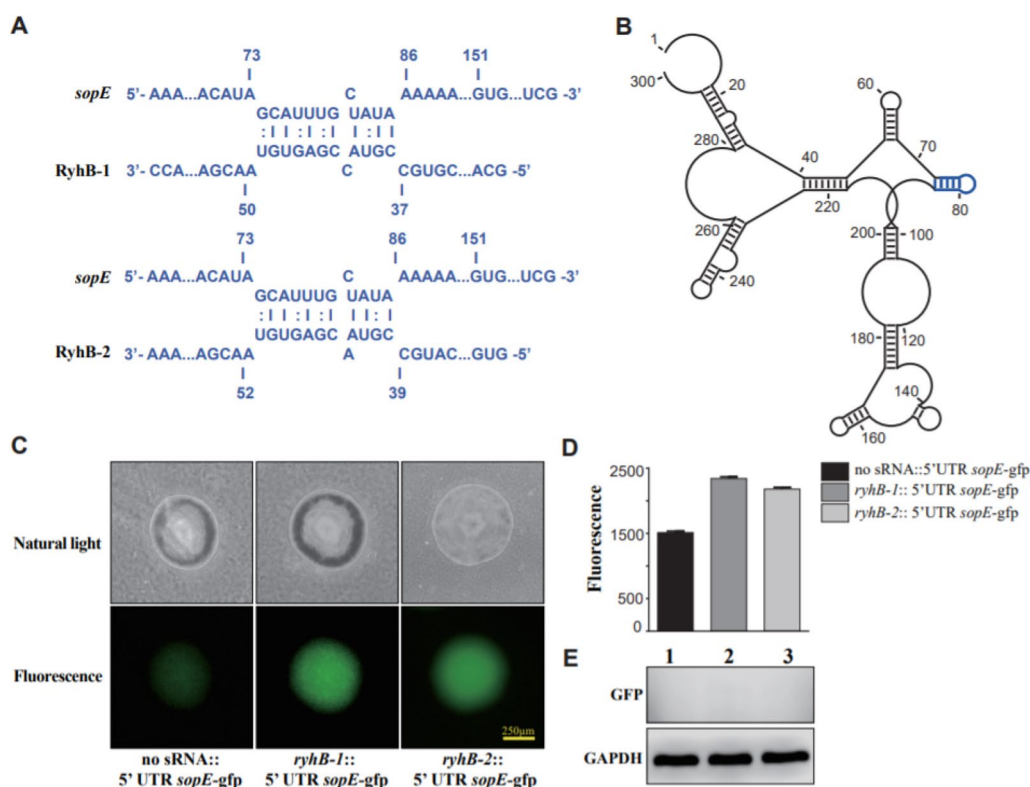 A
73 86 151
sopE 5'- AAA...ACAUA C AAAAA...GUG...UCG -3'
GCAUUUG UAUA
: I I : I : I I I I :
UGUGAGC AUGC
RyhB-1 3'- CCA...AGCAA C CGUGC...ACG -5'
50 37
73 86 151
sopE 5'- AAA...ACAUA C AAAAA...GUG...UCG -3'
GCAUUUG UAUA
: I I : I : I I I I :
UGUGAGC AUGC
RyhB-2 3'- AAA...AGCAA A CGUAC...GUG -5'
52 39
B
1
300
20
280
40
60
70
80
220
260
240
200 100
180 120
140
160
C
Natural light
Fluorescence
250μm
no sRNA:: ryhB-1:: ryhB-2::
5' UTR sopE-gfp 5' UTR sopE-gfp 5' UTR sopE-gfp
D
Fluorescence
2500
1500
500
0
no sRNA::5'UTR sopE-gfp
ryhB-1:: 5'UTR sopE-gfp
ryhB-2:: 5'UTR sopE-gfp
E
1 2 3
GFP
GAPDH